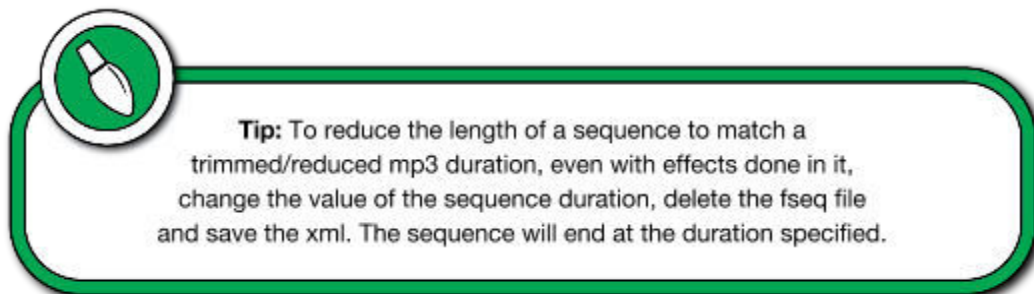 Tip: To reduce the length of a sequence to match a
trimmed/reduced mp3 duration, even with effects done in it,
change the value of the sequence duration, delete the fseq file
and save the xml. The sequence will end at the duration specified.